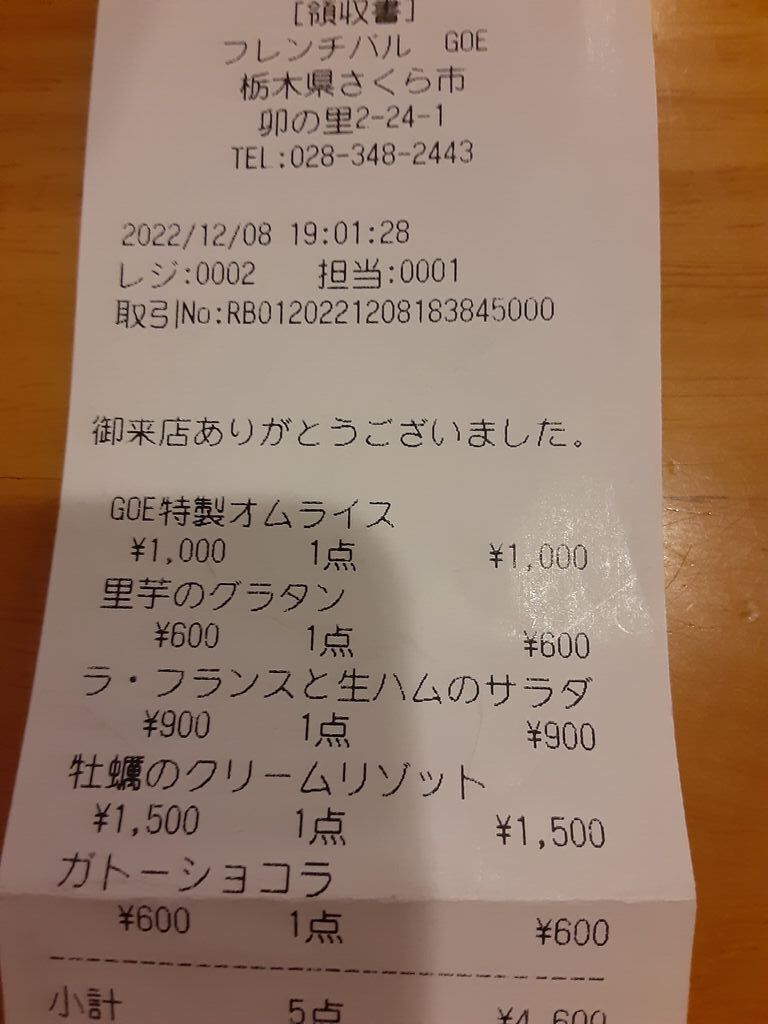 [領収書]
フレンチバル GOE
栃木県さくら市
卯の里2-24-1
TEL:028-348-2443
2022/12/08 19:01:28
レジ:0002 担当:0001
取引No:RB0120221208183845000
御来店ありがとうございました。
GOE特製オムライス
¥1,000 1点 ¥1,000
里芋のグラタン
¥600 1点 ¥600
ラ・フランスと生ハムのサラダ
¥900 1点 ¥900
牡蠣のクリームリゾット
¥1,500 1点 ¥1,500
ガトーショコラ
¥600 1点 ¥600
小計 5点 ¥4,600